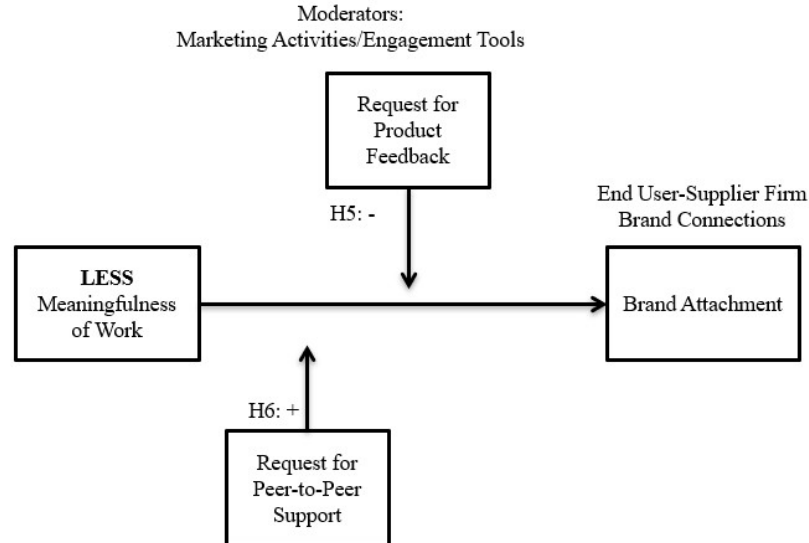 Moderators:
Marketing Activities/Engagement Tools
Request for
Product
Feedback
H5: -
End User-Supplier Firm
Brand Connections
LESS
Meaningfulness
of Work
Brand Attachment
H6: +
Request for
Peer-to-Peer
Support